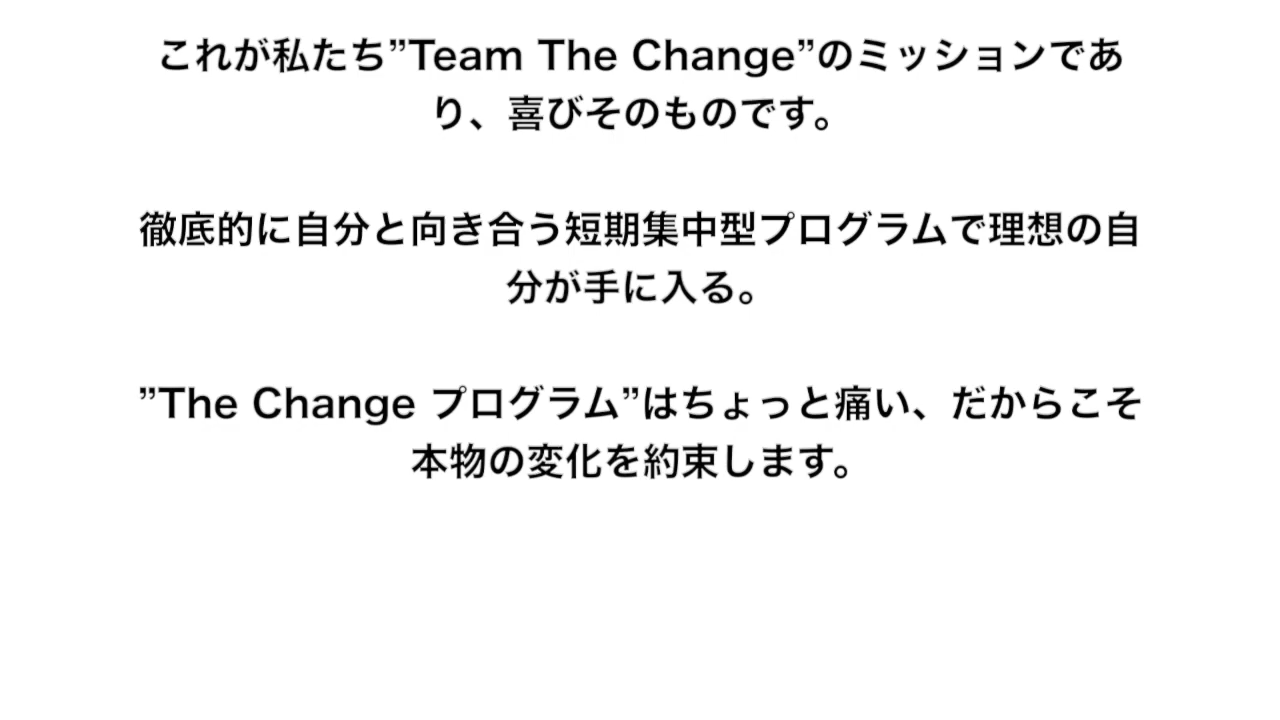 これが私たち”Team The Change”のミッションであ
り、喜びそのものです。
徹底的に自分と向き合う短期集中型プログラムで理想の自
分が手に入る。
”The Change プログラム”はちょっと痛い、だからこそ
本物の変化を約束します。